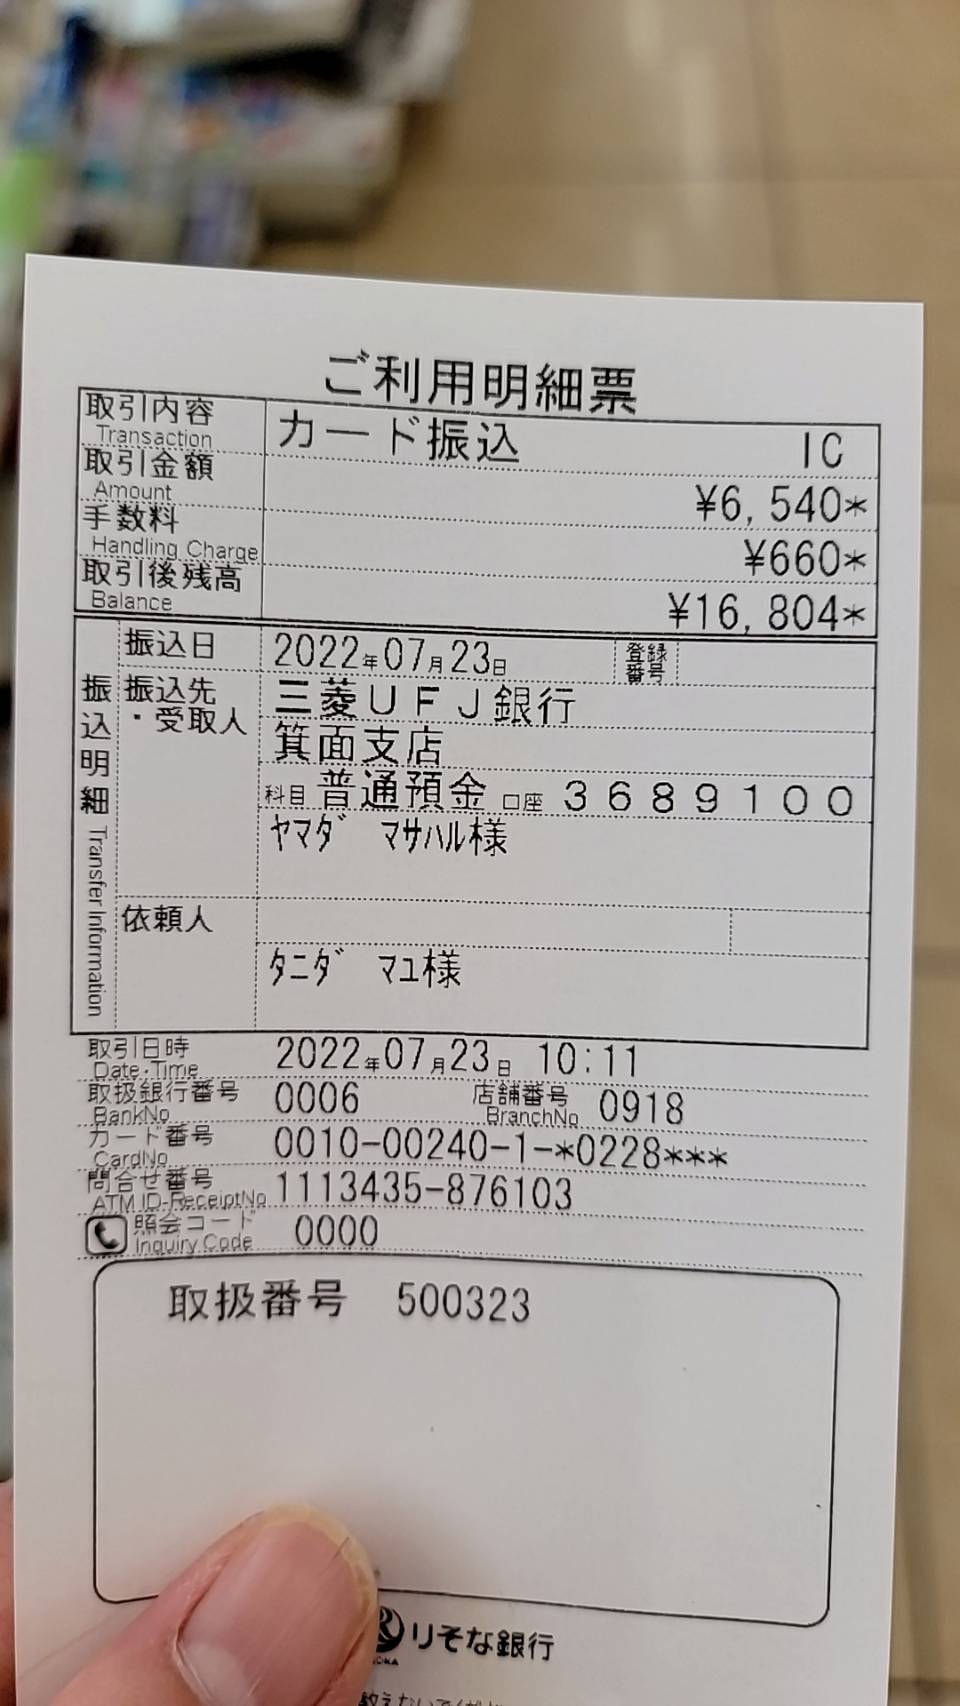 ご利用明細票
取引内容 カード振込 IC
Transaction
取引金額 ¥6,540*
Amount
手数料 ¥660*
Handling Charge
取引後残高 ¥16,804*
Balance
振込明細 Transfer Information
振込日 2022年07月23日 登録番号
振込先 三菱UFJ銀行
・受取人
箕面支店
科目 普通預金 口座 3689100
ヤマダ マサハル様
依頼人
タニダ マユ様
取引日時 2022年07月23日 10:11
Date・Time
取扱銀行番号 0006 店舗番号 0918
BankNo BranchNo
カード番号 0010-00240-1-*0228***
CardNo
問合せ番号 1113435-876103
ATM ID-ReceiptNo
照会コード 0000
Inquiry Code
取扱番号 500323
りそな銀行